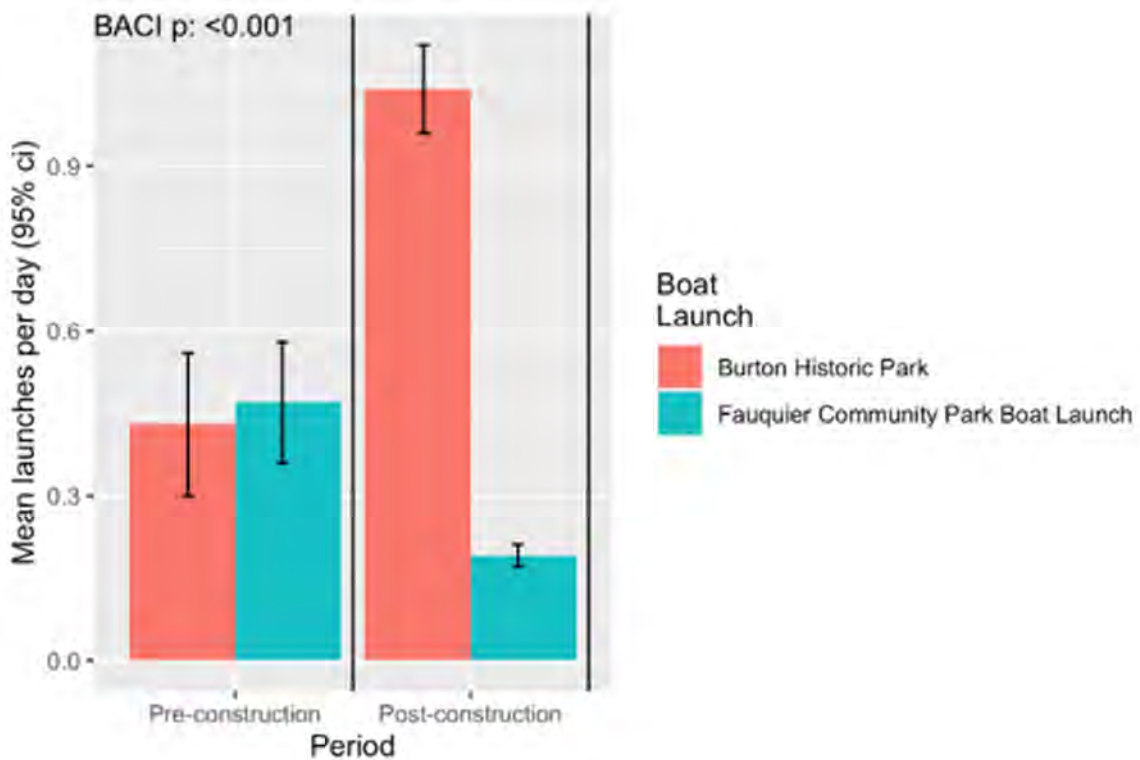 BACI p: <0.001
Mean launches per day (95% ci)
0.9
0.6
0.3
0.0
Pre-construction
Post-construction
Period
Boat
Launch
Burton Historic Park
Fauquier Community Park Boat Launch